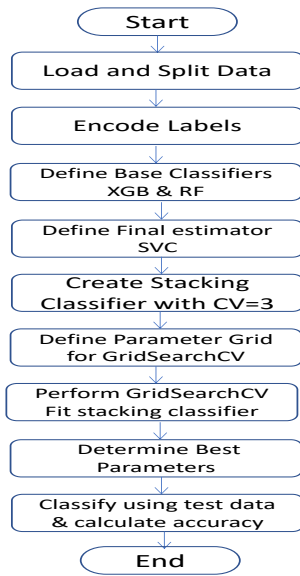 Start
Load and Split Data
Encode Labels
Define Base Classifiers
XGB & RF
Define Final estimator
SVC
Create Stacking
Classifier with CV=3
Define Parameter Grid
for GridSearchCV
Perform GridSearchCV
Fit stacking classifier
Determine Best
Parameters
Classify using test data
& calculate accuracy
End